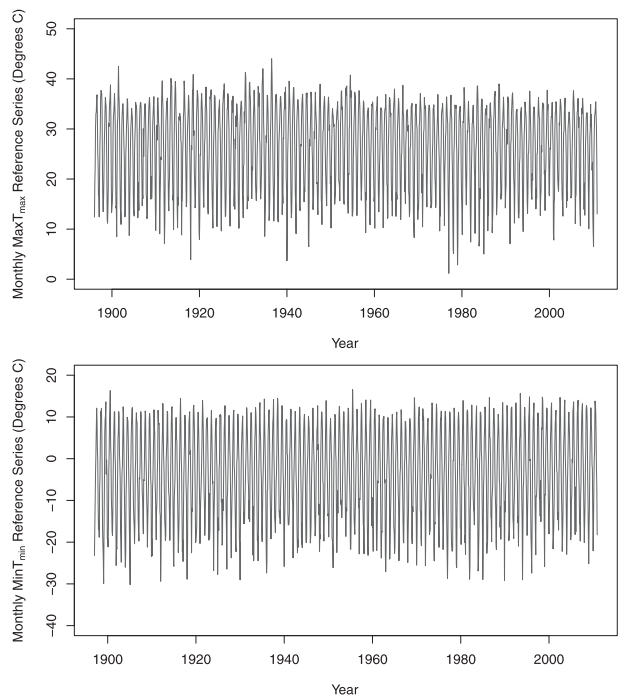 Monthly MaxTmax Reference Series (Degrees C)
50
40
30
20
10
0
1900 1920 1940 1960 1980 2000
Year
Monthly MinTmin Reference Series (Degrees C)
20
10
0
−10
−20
−30
−40
1900 1920 1940 1960 1980 2000
Year